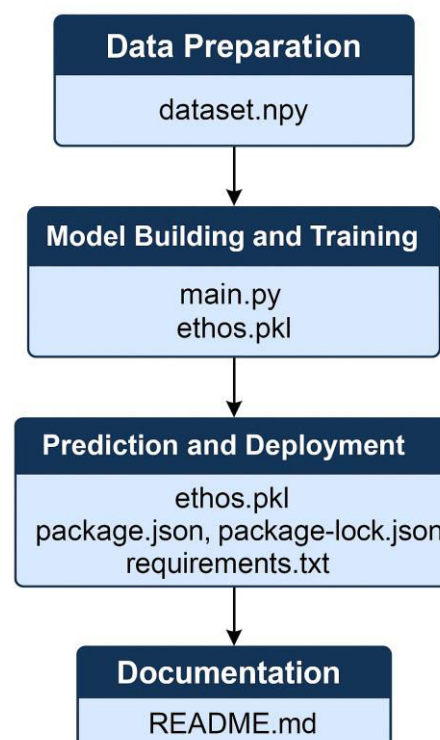 Data Preparation
dataset.npy
Model Building and Training
main.py
ethos.pkl
Prediction and Deployment
ethos.pkl
package.json, package-lock.json
requirements.txt
Documentation
README.md